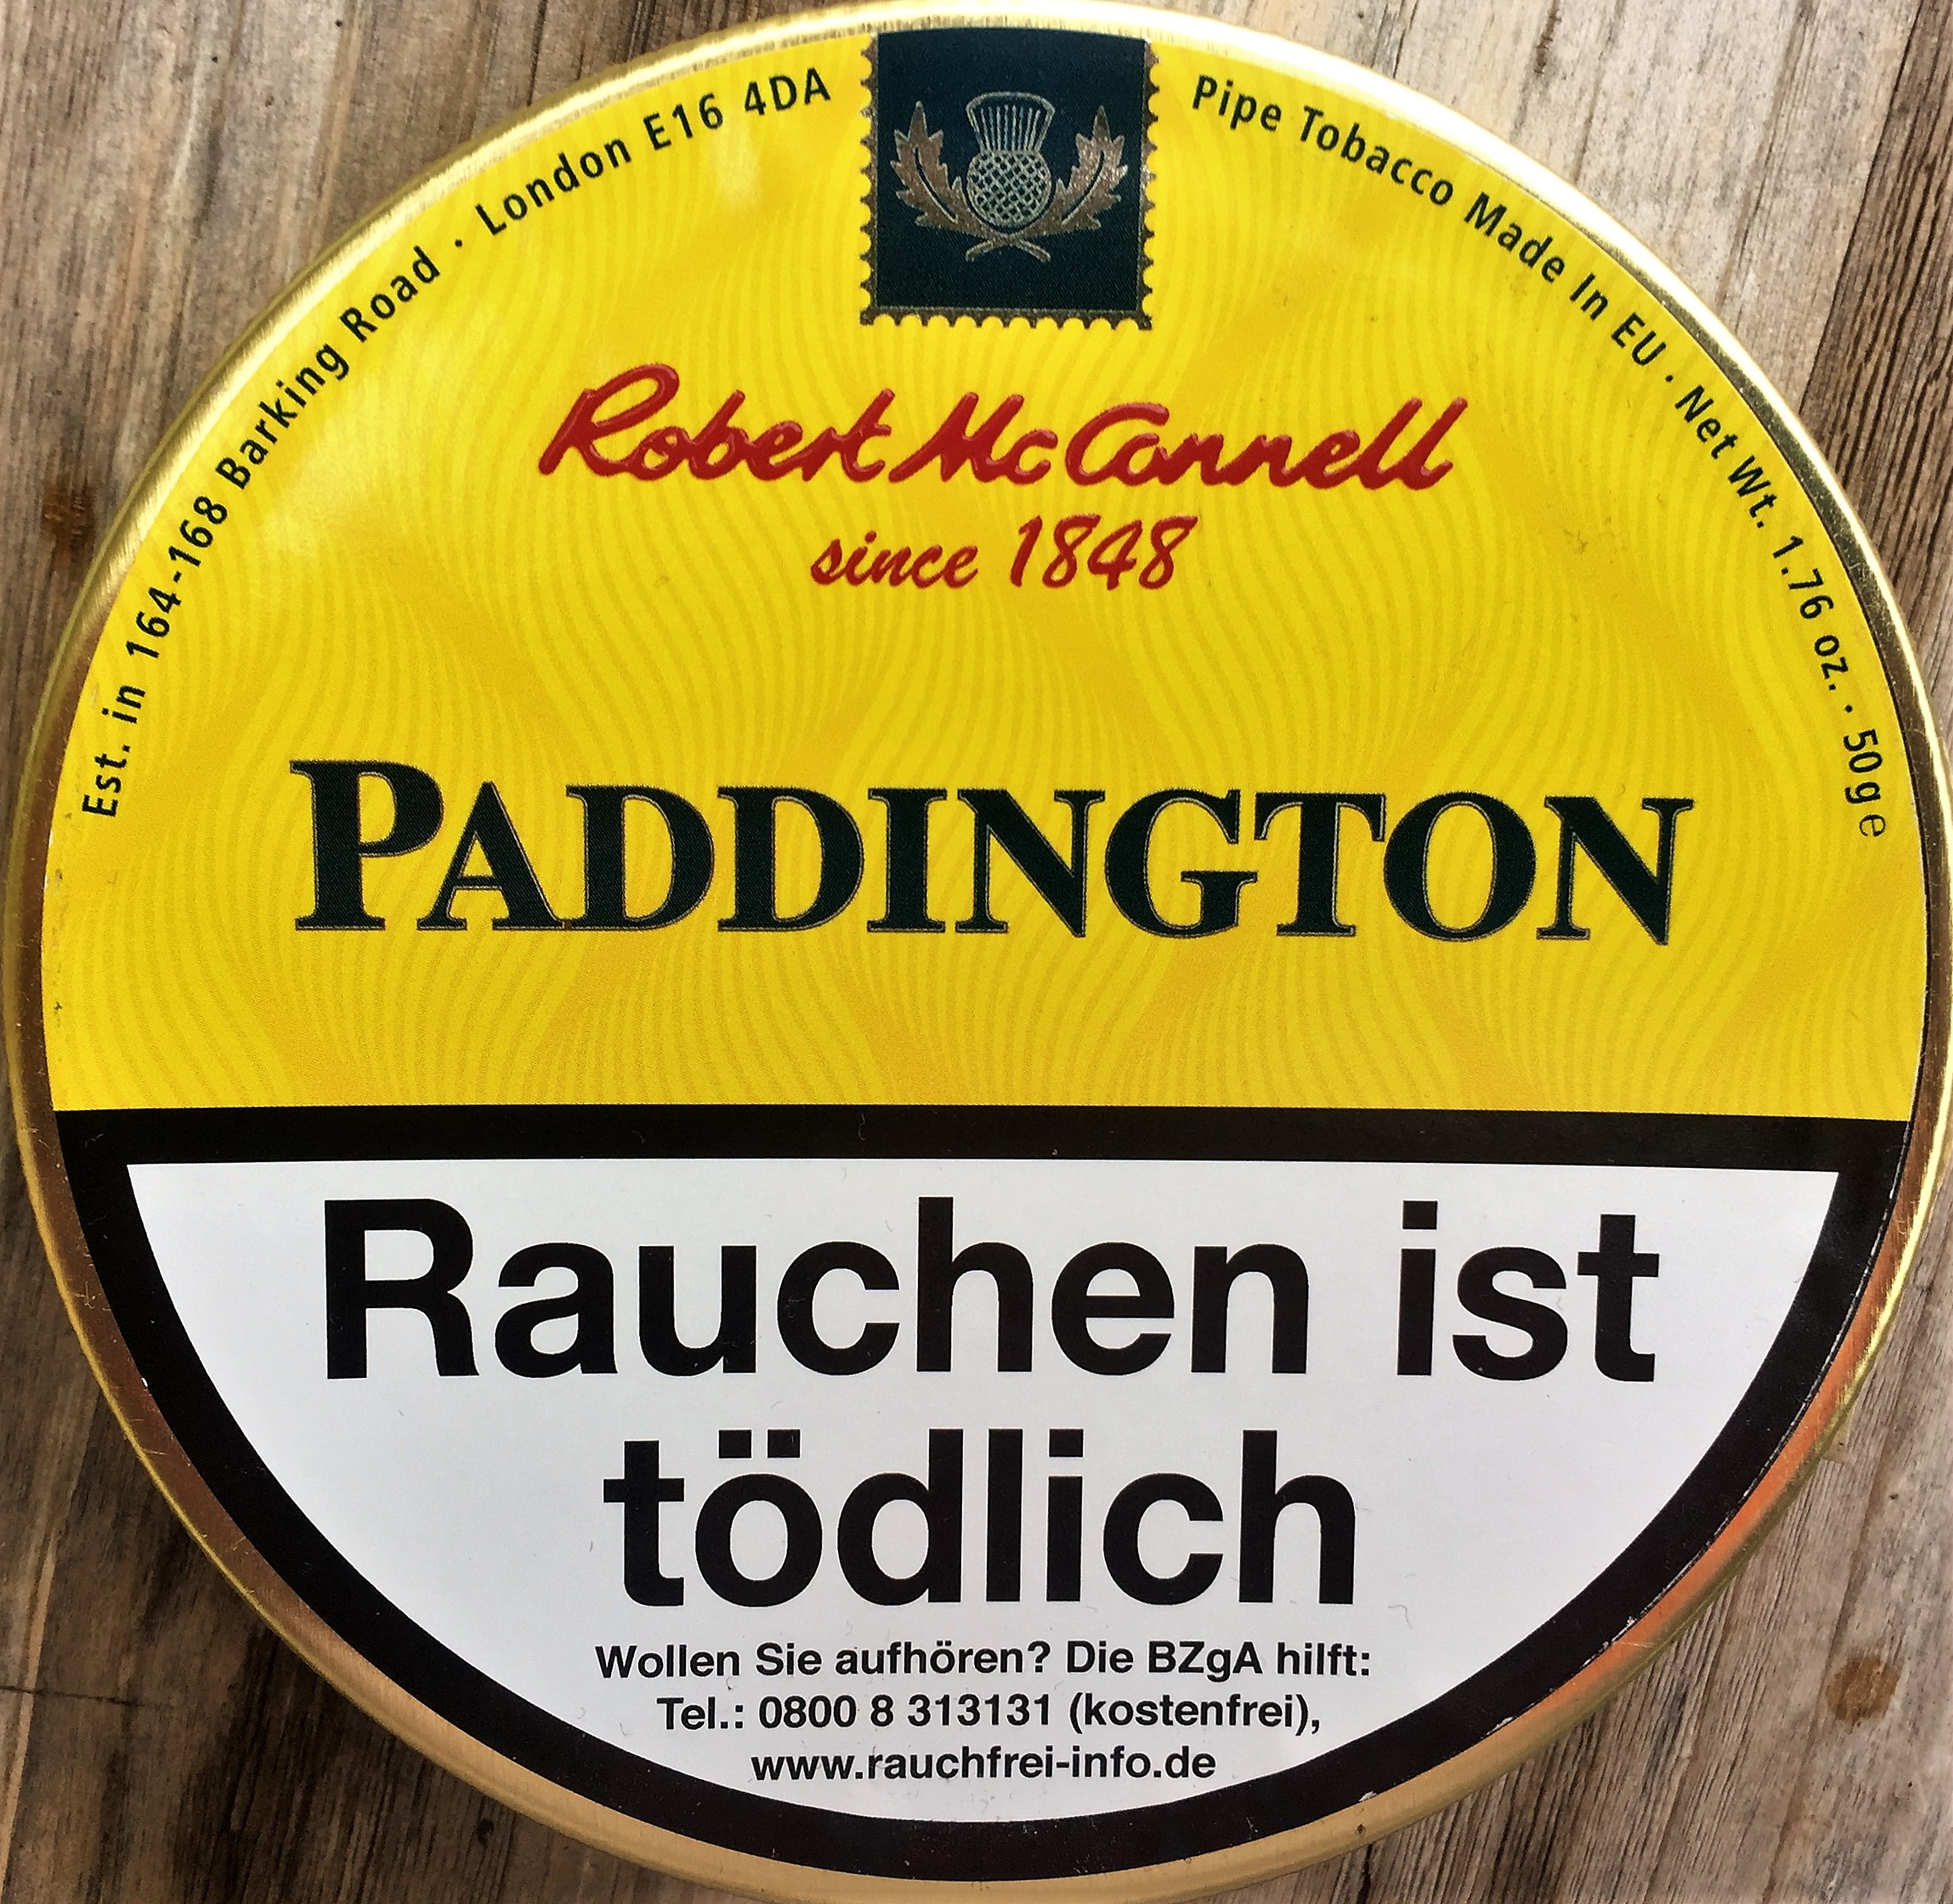 Est. in 164-168 Barking Road · London E16 4DA
Pipe Tobacco Made In EU · Net Wt. 1.76 oz. · 50g e
Robert McConnell
since 1848
PADDINGTON
Rauchen ist
tödlich
Wollen Sie aufhören? Die BZgA hilft:
Tel.: 0800 8 313131 (kostenfrei),
www.rauchfrei-info.de